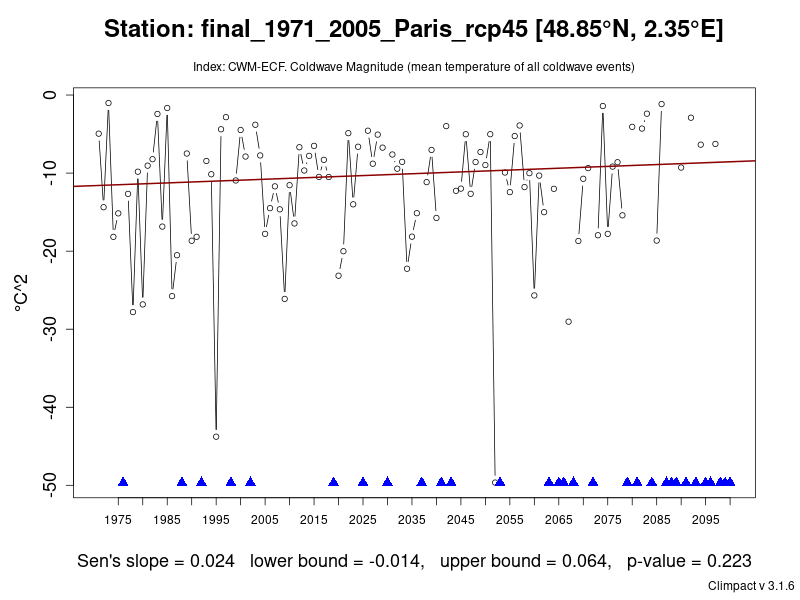 Station: final_1971_2005_Paris_rcp45 [48.85°N, 2.35°E]
Index: CWM-ECF. Coldwave Magnitude (mean temperature of all coldwave events)
0
-10
-20
-30
-40
-50
°C^2
1975 1985 1995 2005 2015 2025 2035 2045 2055 2065 2075 2085 2095
Sen's slope = 0.024 lower bound = -0.014, upper bound = 0.064, p-value = 0.223
Climpact v 3.1.6